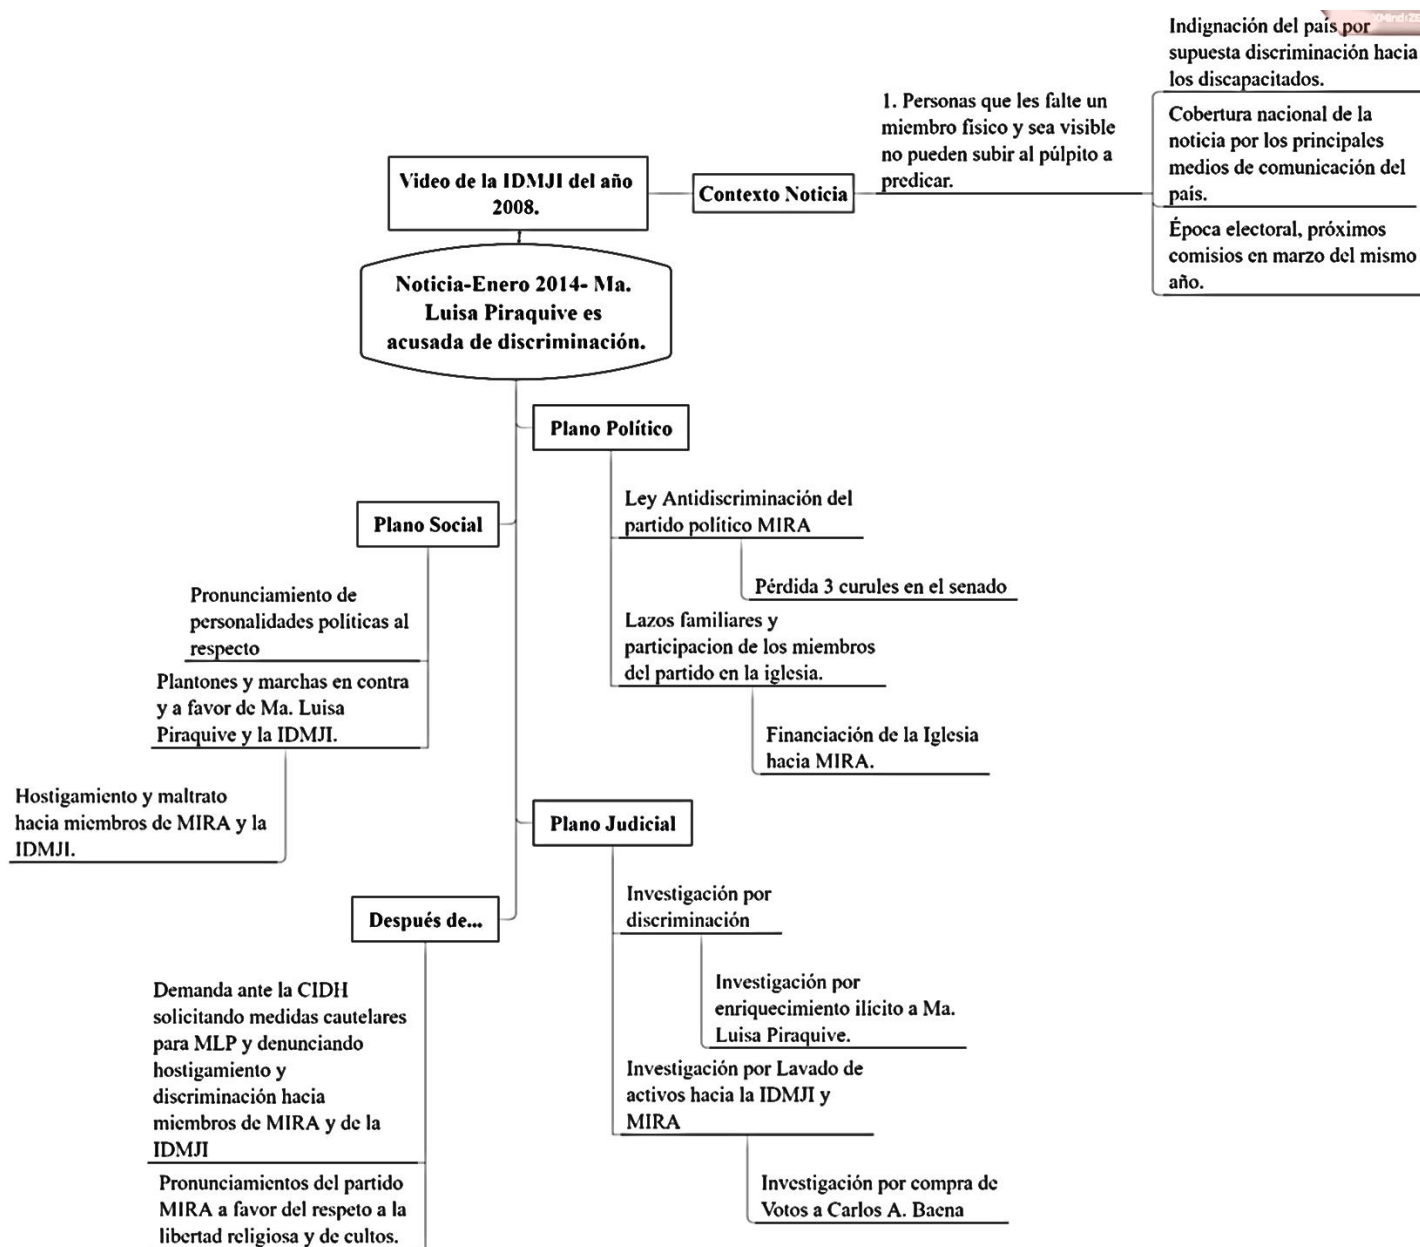 XMind:ZE
Indignación del país por
supuesta discriminación hacia
los discapacitados.
1. Personas que les falte un
miembro físico y sea visible
no pueden subir al púlpito a
predicar.
Cobertura nacional de la
noticia por los principales
medios de comunicación del
país.
Época electoral, próximos
comisios en marzo del mismo
año.
Video de la IDMJI del año
2008.
Contexto Noticia
Noticia-Enero 2014- Ma.
Luisa Piraquive es
acusada de discriminación.
Plano Político
Ley Antidiscriminación del
partido político MIRA
Pérdida 3 curules en el senado
Lazos familiares y
participacion de los miembros
del partido en la iglesia.
Financiación de la Iglesia
hacia MIRA.
Plano Social
Pronunciamiento de
personalidades políticas al
respecto
Plantones y marchas en contra
y a favor de Ma. Luisa
Piraquive y la IDMJI.
Hostigamiento y maltrato
hacia miembros de MIRA y la
IDMJI.
Plano Judicial
Investigación por
discriminación
Investigación por
enriquecimiento ilícito a Ma.
Luisa Piraquive.
Investigación por Lavado de
activos hacia la IDMJI y
MIRA
Investigación por compra de
Votos a Carlos A. Baena
Después de...
Demanda ante la CIDH
solicitando medidas cautelares
para MLP y denunciando
hostigamiento y
discriminación hacia
miembros de MIRA y de la
IDMJI
Pronunciamientos del partido
MIRA a favor del respeto a la
libertad religiosa y de cultos.